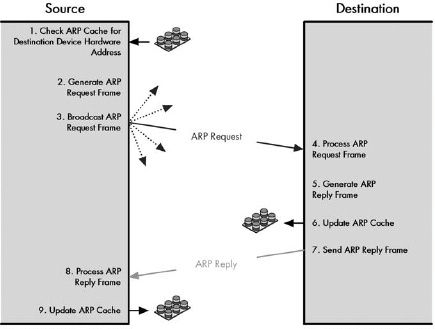 Source
Destination
1. Check ARP Cache for
Destination Device Hardware
Address
2. Generate ARP
Request Frame
3. Broadcast ARP
Request Frame
ARP Request
4. Process ARP
Request Frame
5. Generate ARP
Reply Frame
6. Update ARP Cache
7. Send ARP Reply Frame
ARP Reply
8. Process ARP
Reply Frame
9. Update ARP Cache